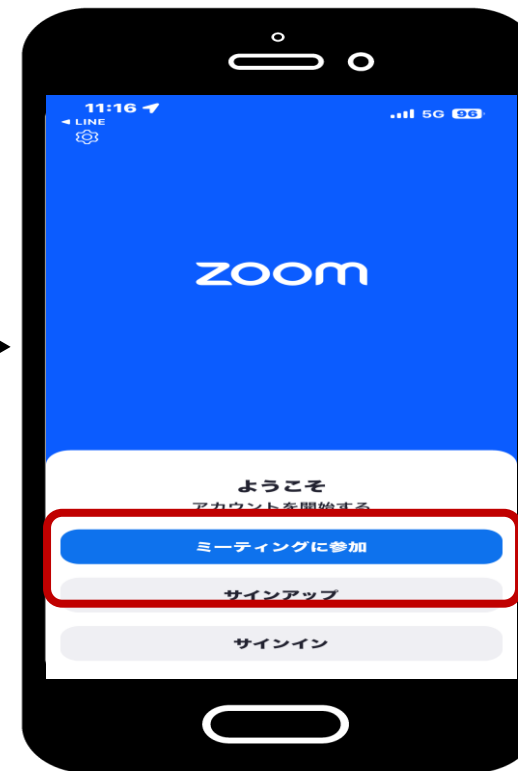 11:16
◀ LINE
5G 96
zoom
ようこそ
アカウントを開始する
ミーティングに参加
サインアップ
サインイン